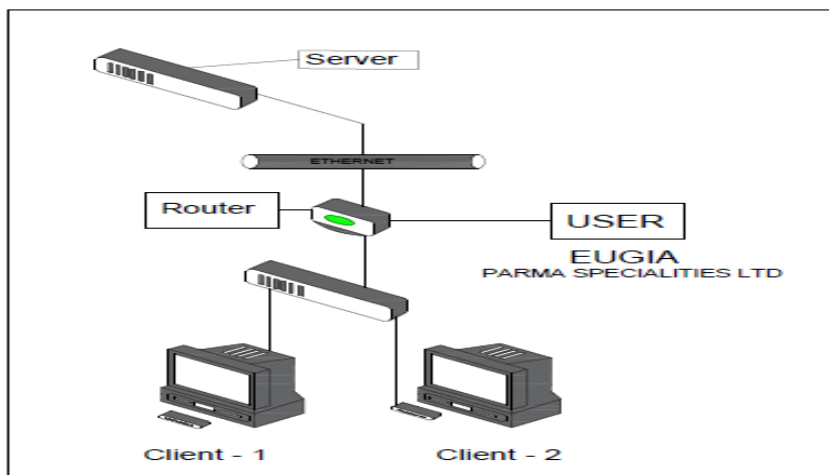 Server
ETHERNET
Router
USER
EUGIA
PARMA SPECIALITIES LTD
Client - 1
Client - 2